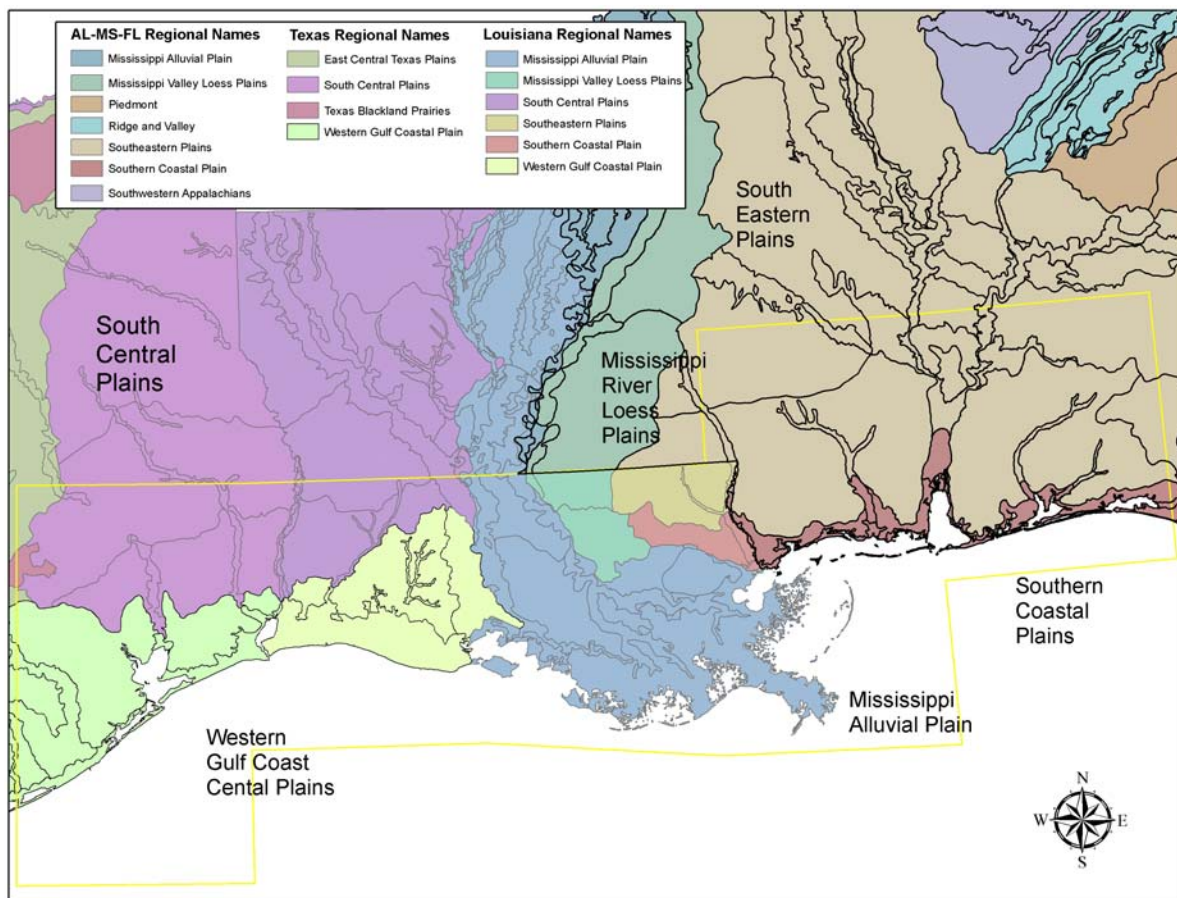 AL-MS-FL Regional Names
Mississippi Alluvial Plain
Mississippi Valley Loess Plains
Piedmont
Ridge and Valley
Southeastern Plains
Southern Coastal Plain
Southwestern Appalachians
Texas Regional Names
East Central Texas Plains
South Central Plains
Texas Blackland Prairies
Western Gulf Coastal Plain
Louisiana Regional Names
Mississippi Alluvial Plain
Mississippi Valley Loess Plains
South Central Plains
Southeastern Plains
Southern Coastal Plain
Western Gulf Coastal Plain
South
Eastern
Plains
South
Central
Plains
Mississippi
River
Loess
Plains
Southern
Coastal
Plains
Mississippi
Alluvial Plain
Western
Gulf Coast
Cental Plains
N
W E
S